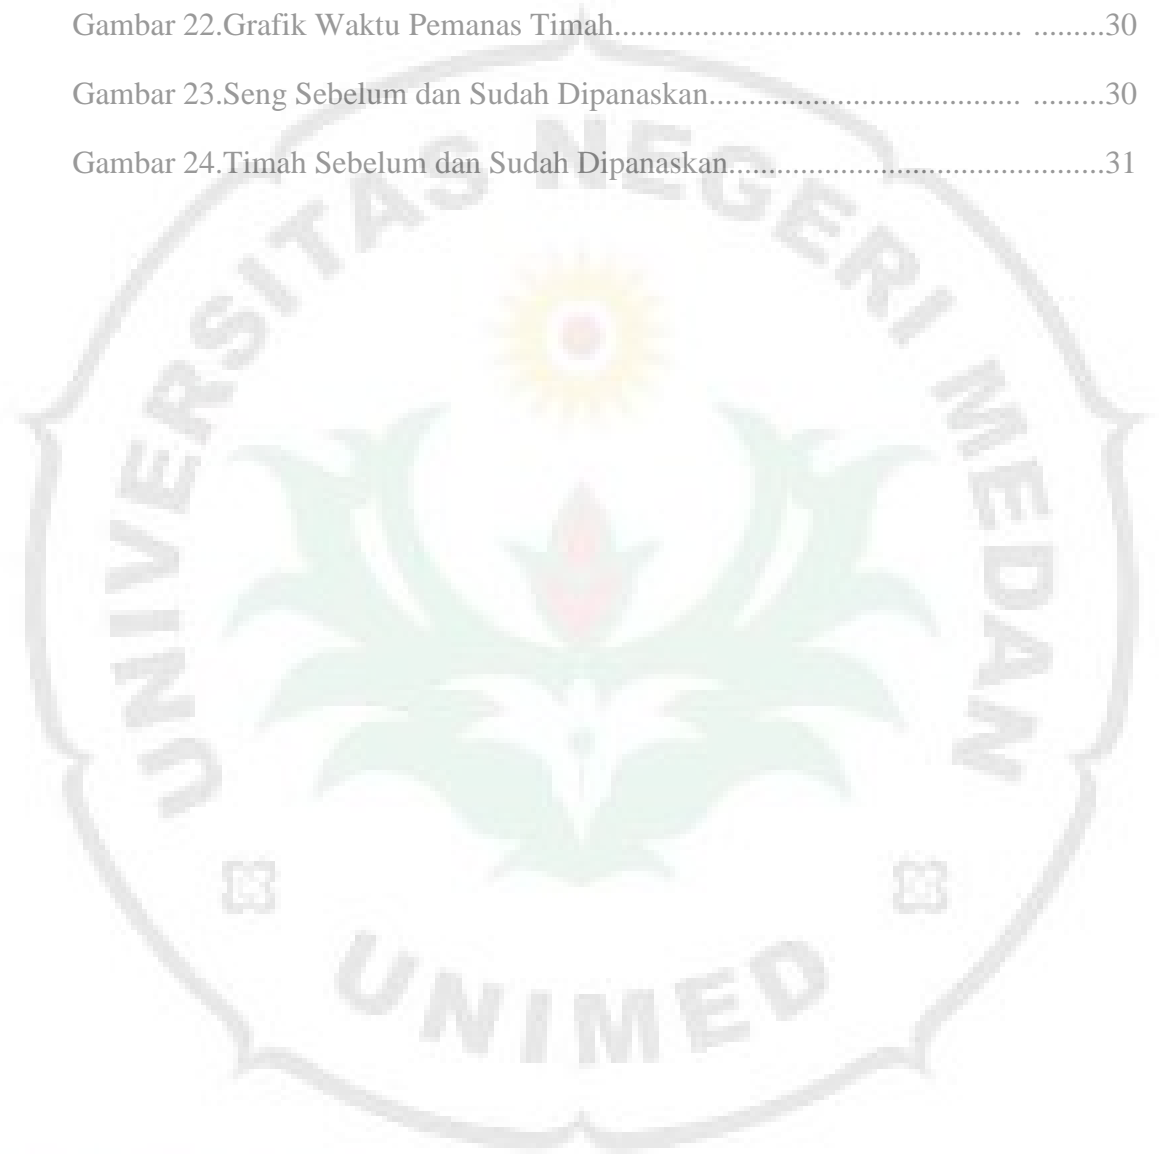 Gambar 22.Grafik Waktu Pemanas Timah.................................................... .........30
Gambar 23.Seng Sebelum dan Sudah Dipanaskan....................................... .........30
Gambar 24.Timah Sebelum dan Sudah Dipanaskan...............................................31
UNIVERSITAS NEGERI MEDAN
UNIMED